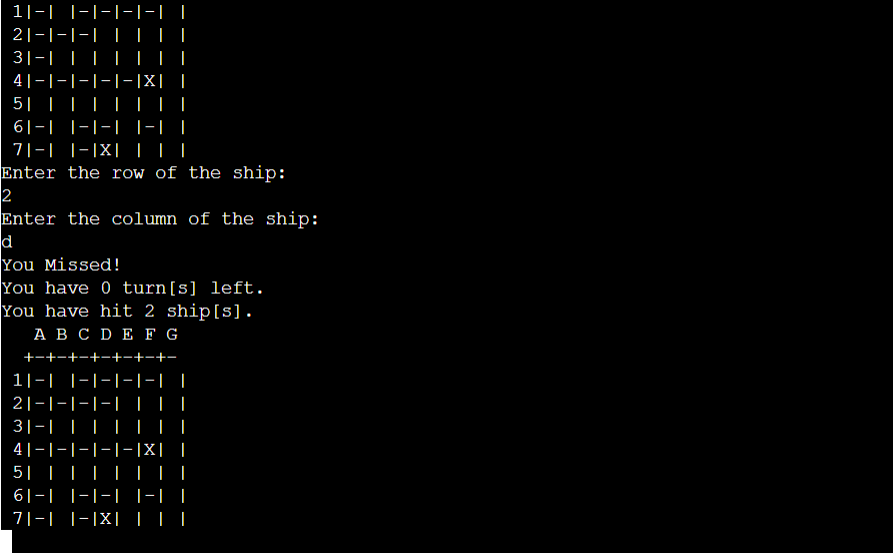 1|-| |-|-|-|-| |
 2|-|-|-| | | | |
 3|-| | | | | | |
 4|-|-|-|-|-|X| |
 5| | | | | | | |
 6|-| |-|-| |-| |
 7|-| |-|X| | | |
Enter the row of the ship:
2
Enter the column of the ship:
d
You Missed!
You have 0 turn[s] left.
You have hit 2 ship[s].
   A B C D E F G
  +-+-+-+-+-+-+-
 1|-| |-|-|-|-| |
 2|-|-|-|-| | | |
 3|-| | | | | | |
 4|-|-|-|-|-|X| |
 5| | | | | | | |
 6|-| |-|-| |-| |
 7|-| |-|X| | | |